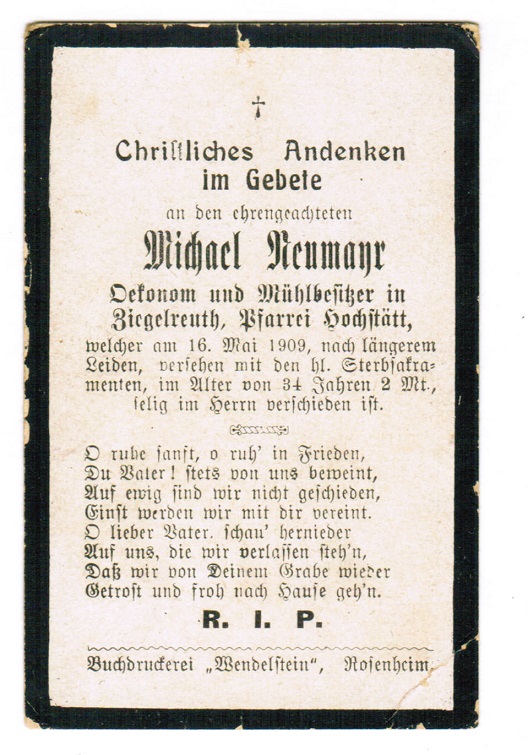 Christliches Andenken
im Gebete
an den ehrengeachteten
Michael Neumayr
Oekonom und Mühlbesitzer in
Ziegelreuth, Pfarrei Hochstätt,
welcher am 16. Mai 1909, nach längerem
Leiden, versehen mit den hl. Sterbsakra-
menten, im Alter von 34 Jahren 2 Mt.,
selig im Herrn verschieden ist.
O ruhe sanft, o ruh' in Frieden,
Du Vater! stets von uns beweint,
Auf ewig sind wir nicht geschieden,
Einst werden wir mit dir vereint.
O lieber Vater, schau' hernieder
Auf uns, die wir verlassen steh'n,
Daß wir von Deinem Grabe wieder
Getrost und froh nach Hause geh'n.
R. I. P.
Buchdruckerei „Wendelstein", Rosenheim.